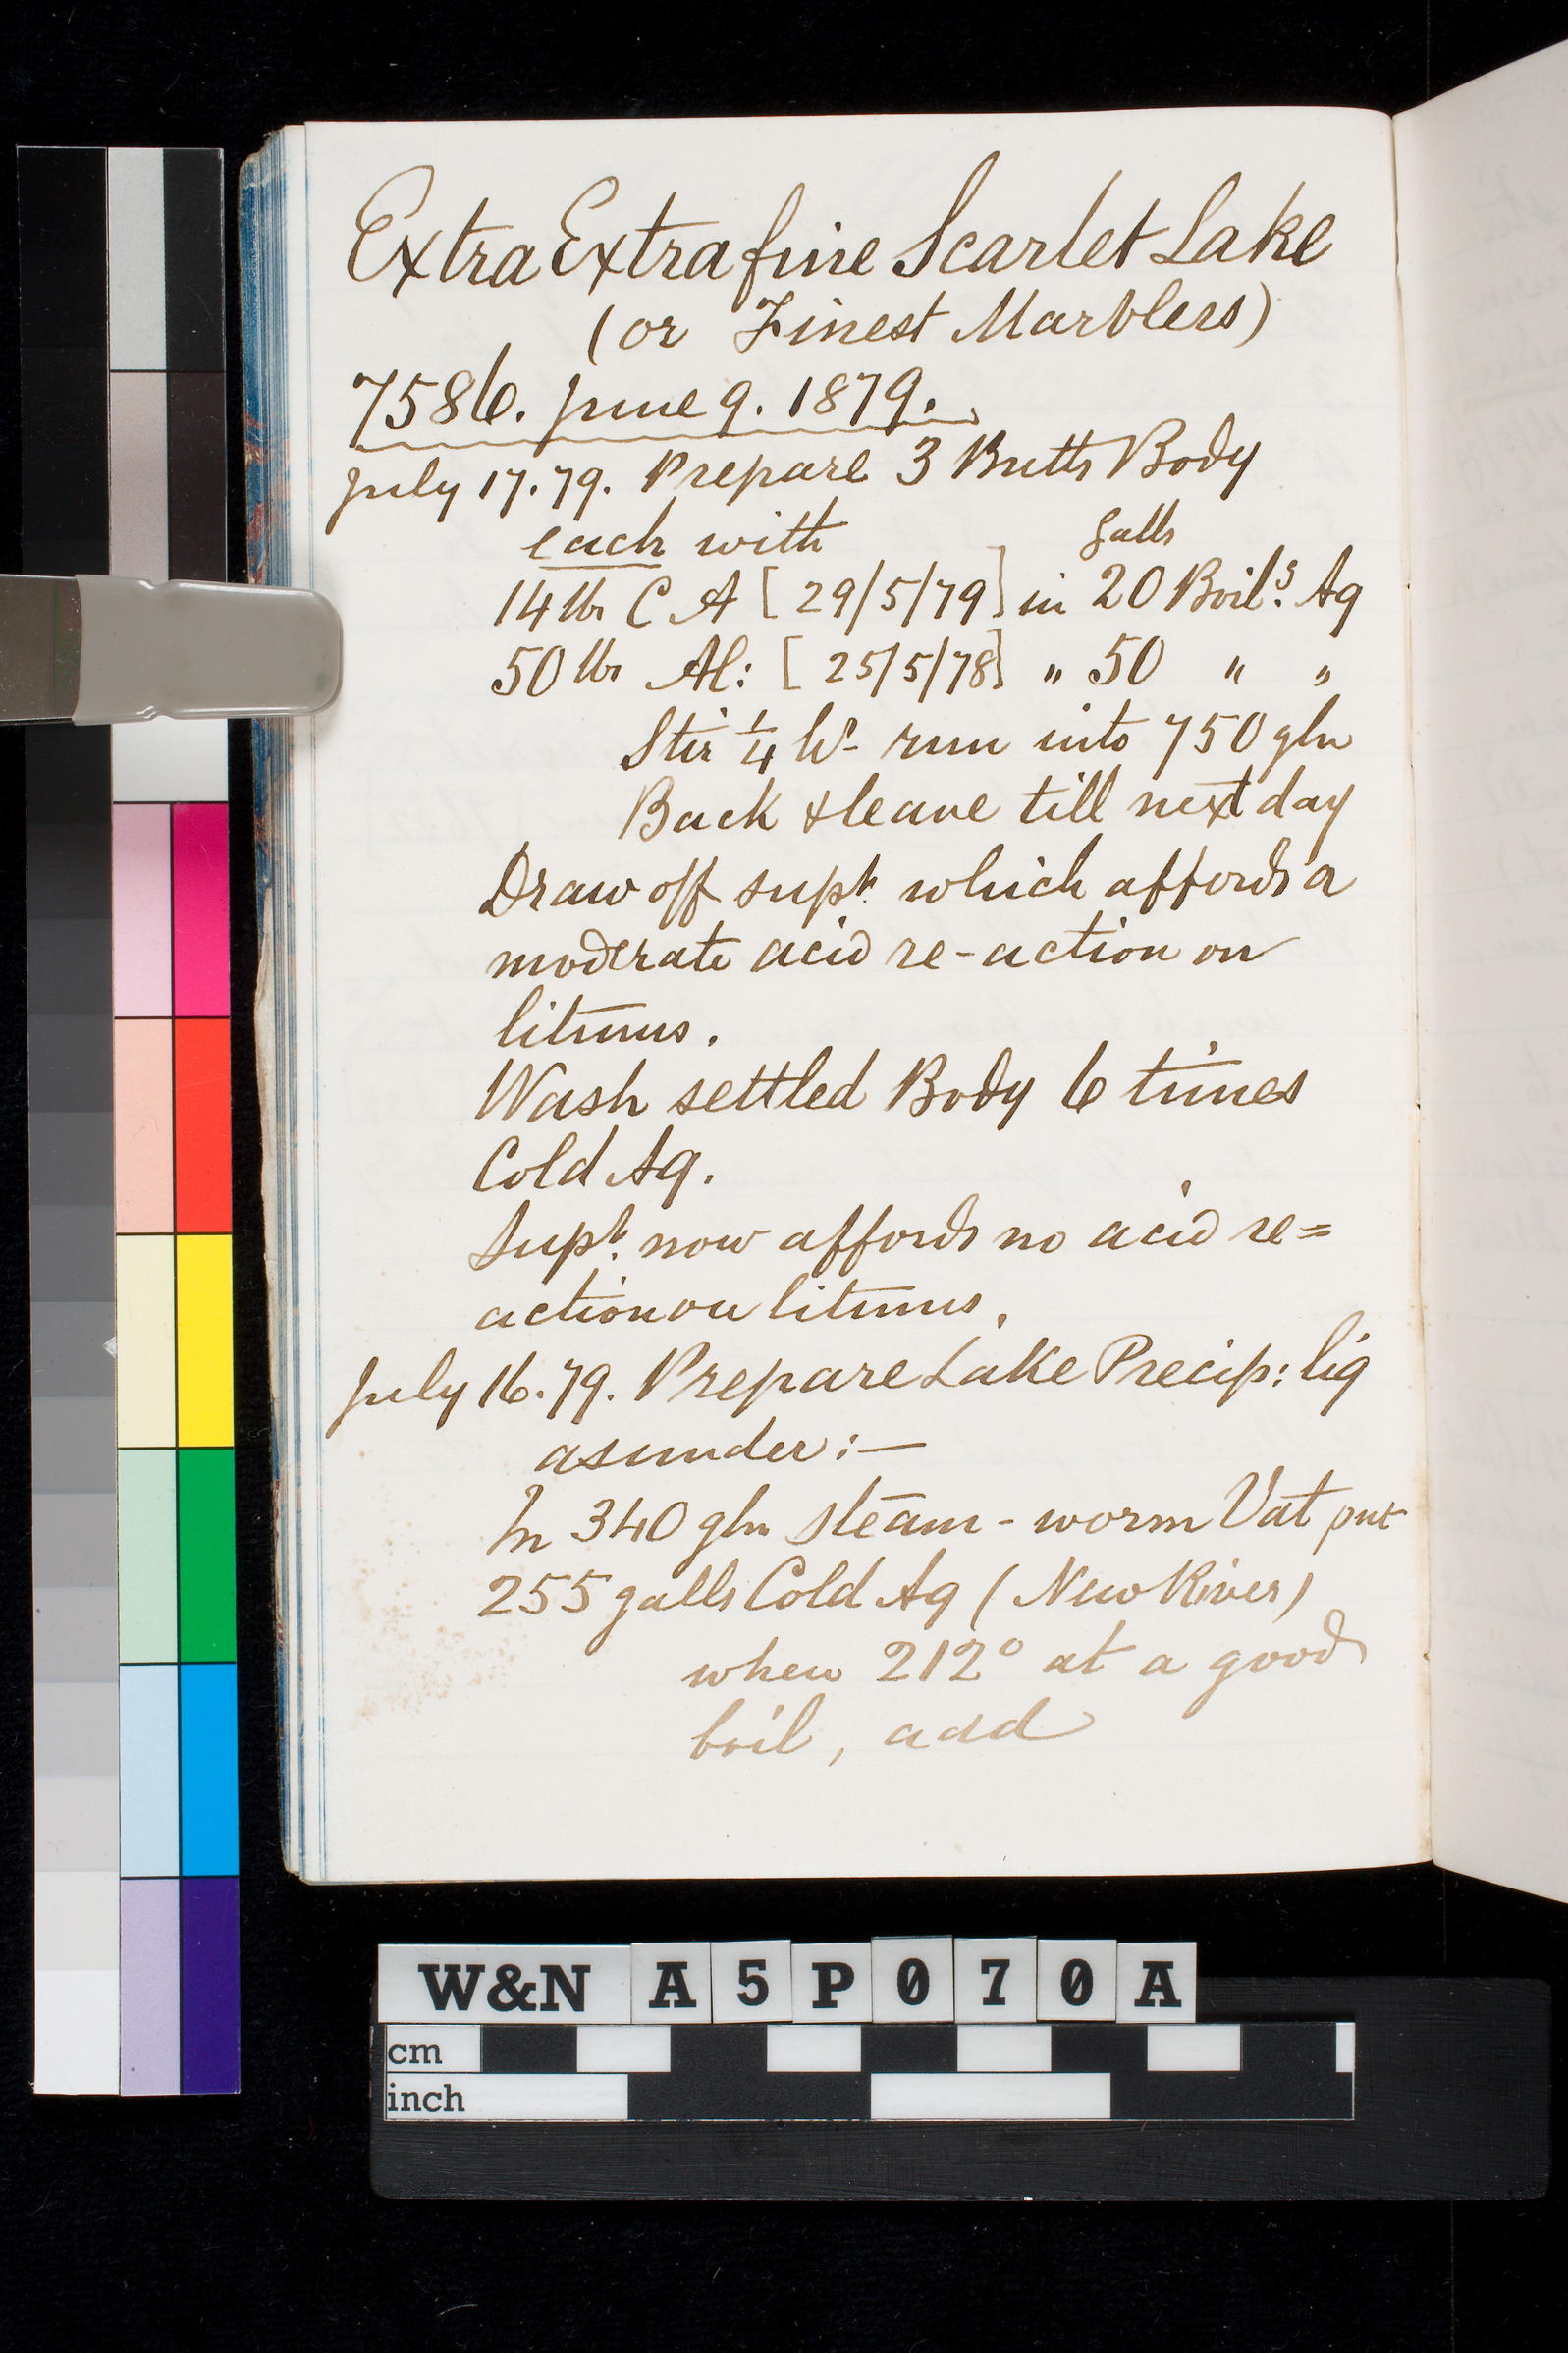 Extra Extra fine Scarlet Lake
(or Finest Marblers)
7586. June 9. 1879.
July 17.79. Prepare 3 Butts Body
each with galls
14 lbs C A [29/5/79] in 20 Boilg. Aq
50 lbs Al: [25/5/78] " 50 " "
Stir 1/4 hr run into 750 gln
Back & leave till next day
Draw off supt. which affords a
moderate acid re-action on
litmus.
Wash settled Body 6 times
Cold Aq.
Supt. now affords no acid re=
action on litmus.
July 16.79. Prepare Lake Precip: liq
as under:—
In 340 gln steam-worm Vat put
255 galls Cold Aq (New River)
when 212° at a good
boil, add
W&N A5P070A
cm
inch